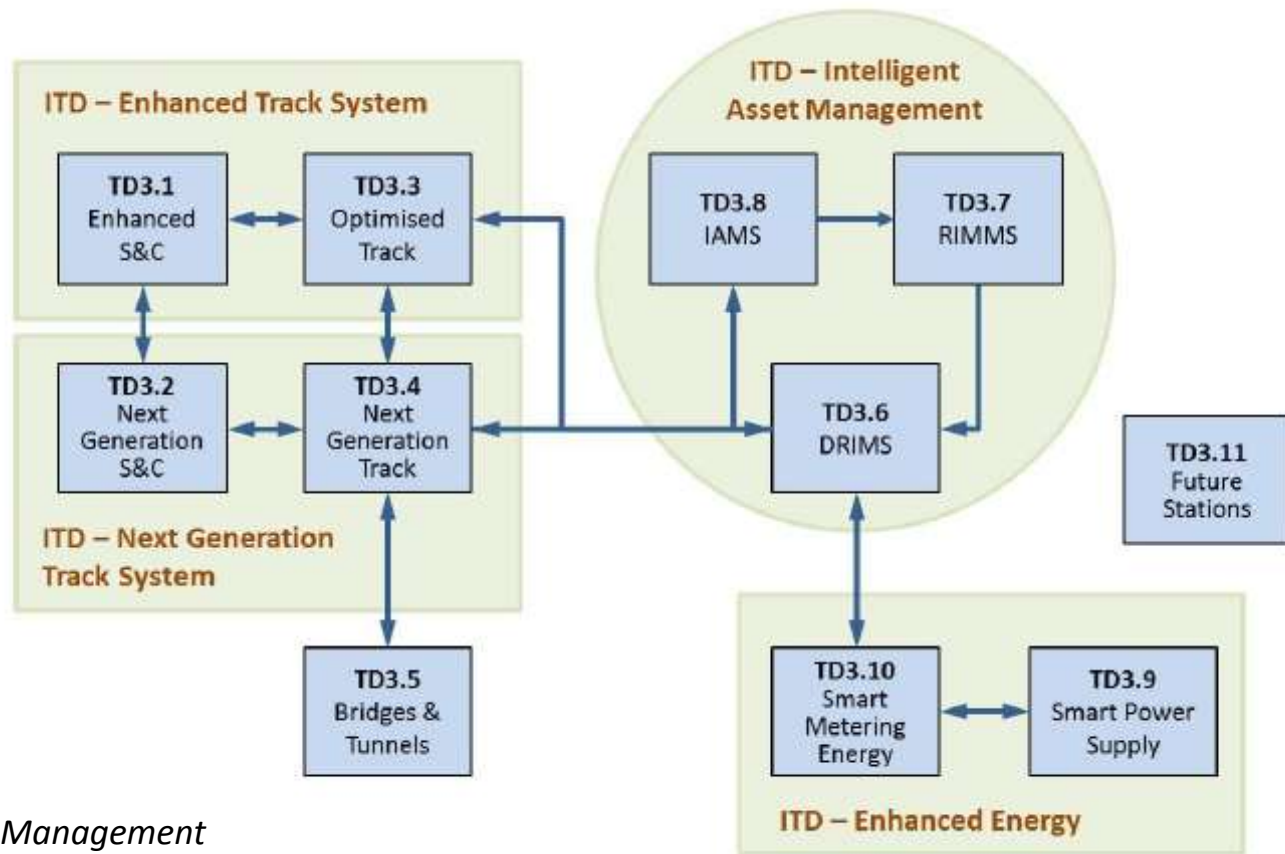 ITD – Enhanced Track System
TD3.1
Enhanced
S&C
TD3.3
Optimised
Track
TD3.2
Next
Generation
S&C
TD3.4
Next
Generation
Track
ITD – Next Generation
Track System
TD3.5
Bridges &
Tunnels
ITD – Intelligent
Asset Management
TD3.8
IAMS
TD3.7
RIMMS
TD3.6
DRIMS
TD3.11
Future
Stations
TD3.10
Smart
Metering
Energy
TD3.9
Smart Power
Supply
ITD – Enhanced Energy
Management